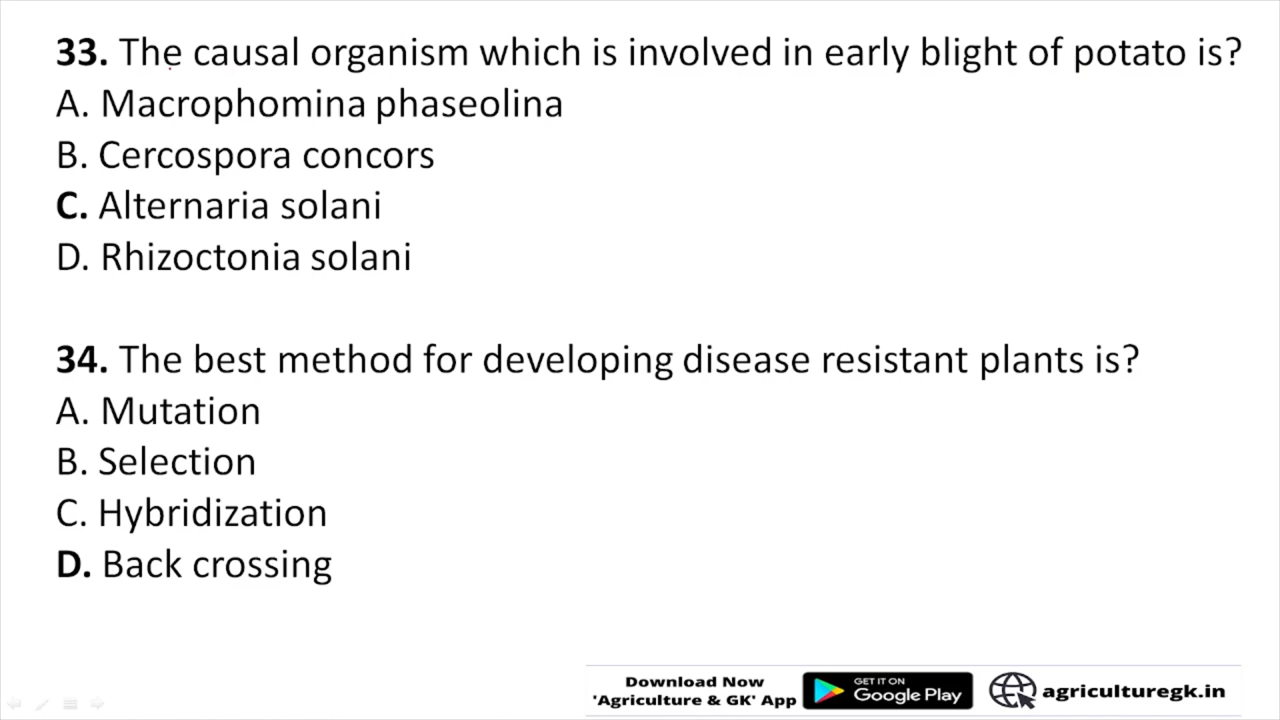 33. The causal organism which is involved in early blight of potato is?
A. Macrophomina phaseolina
B. Cercospora concors
C. Alternaria solani
D. Rhizoctonia solani
34. The best method for developing disease resistant plants is?
A. Mutation
B. Selection
C. Hybridization
D. Back crossing
Download Now
'Agriculture & GK' App
GET IT ON
Google Play
agriculturegk.in